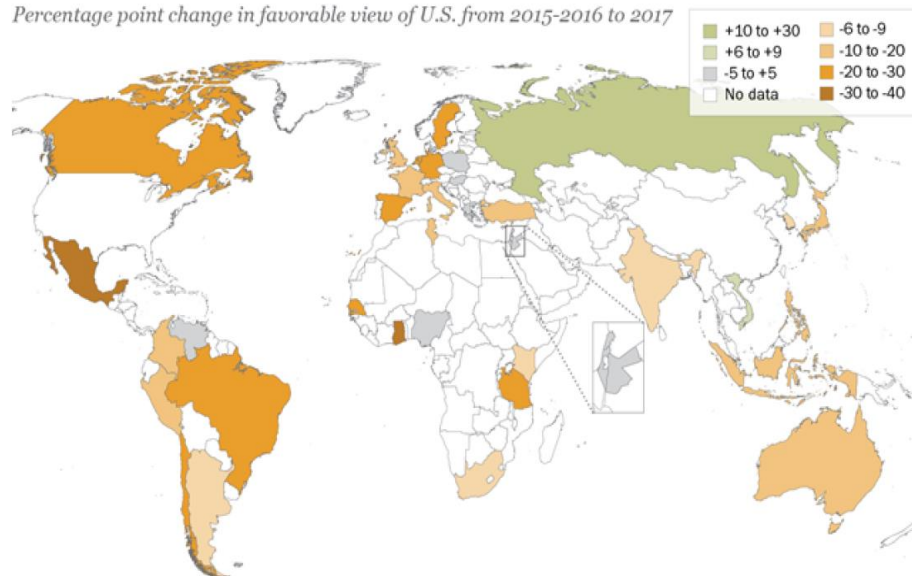 Percentage point change in favorable view of U.S. from 2015-2016 to 2017
+10 to +30
+6 to +9
-5 to +5
No data
-6 to -9
-10 to -20
-20 to -30
-30 to -40